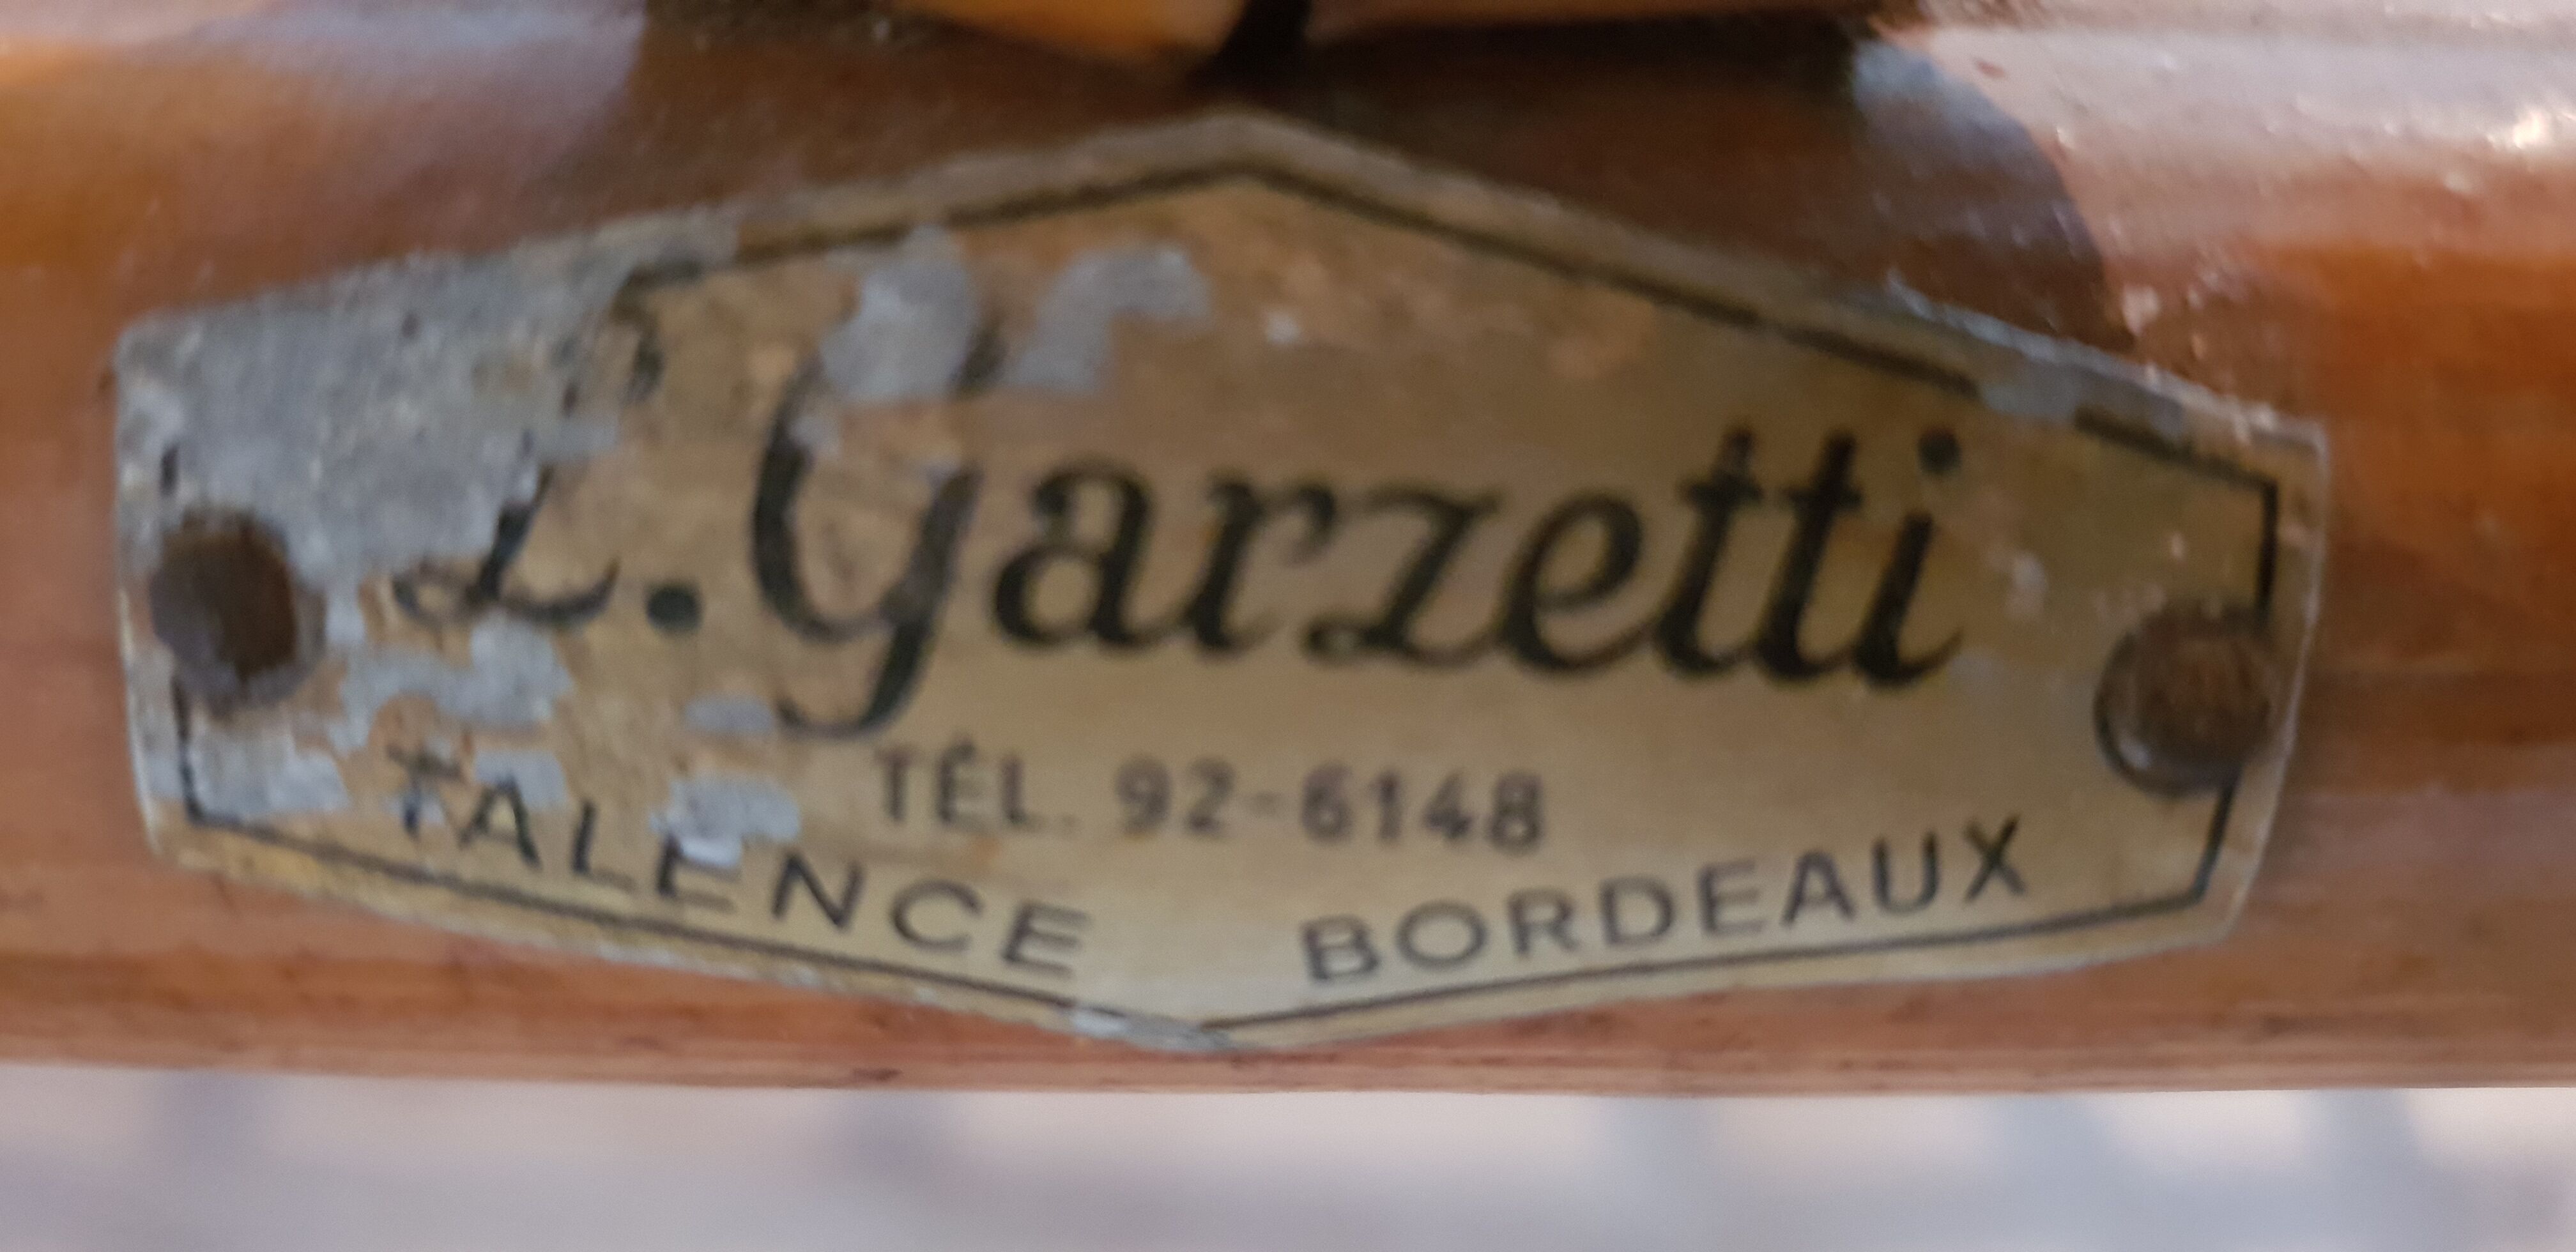 L. Garzetti
TÉL. 92-6148
TALENCE BORDEAUX